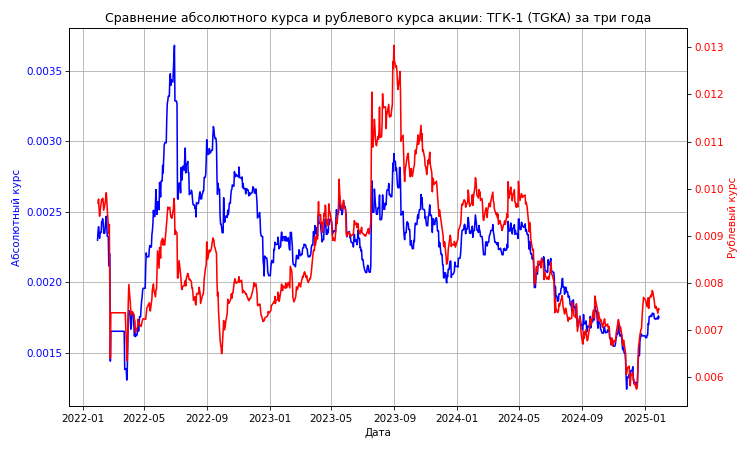 Сравнение абсолютного курса и рублевого курса акции: ТГК-1 (TGKA) за три года
Абсолютный курс
0.0035
0.0030
0.0025
0.0020
0.0015
0.013
0.012
0.011
0.010
0.009
0.008
0.007
0.006
Рублевый курс
2022-01 2022-05 2022-09 2023-01 2023-05 2023-09 2024-01 2024-05 2024-09 2025-01
Дата